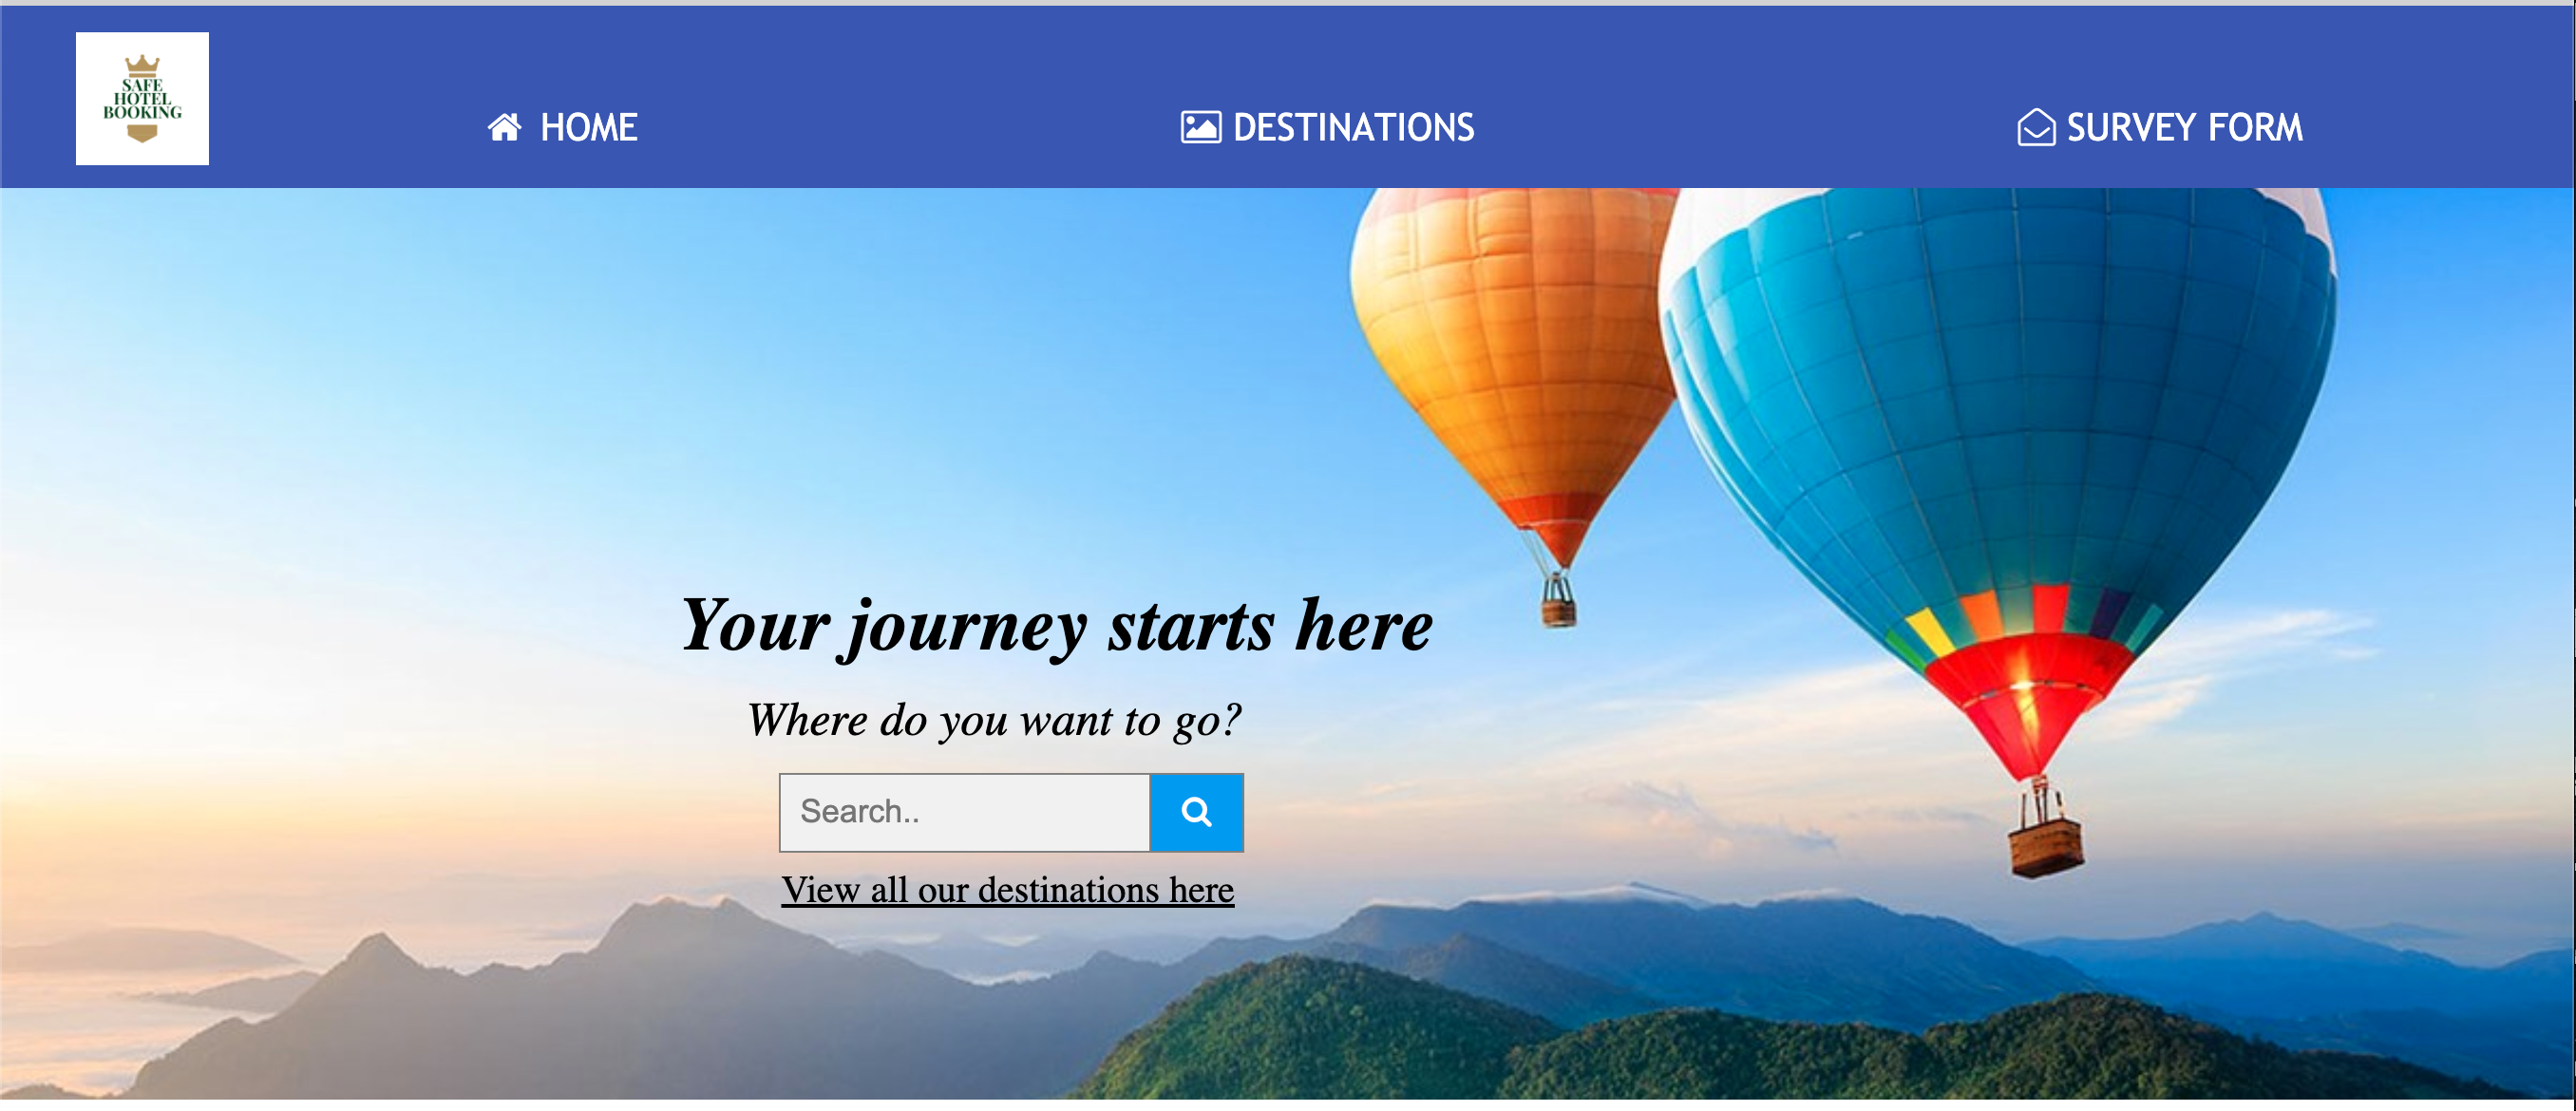 SAFE
HOTEL
BOOKING
HOME
DESTINATIONS
SURVEY FORM
Your journey starts here
Where do you want to go?
Search..
View all our destinations here